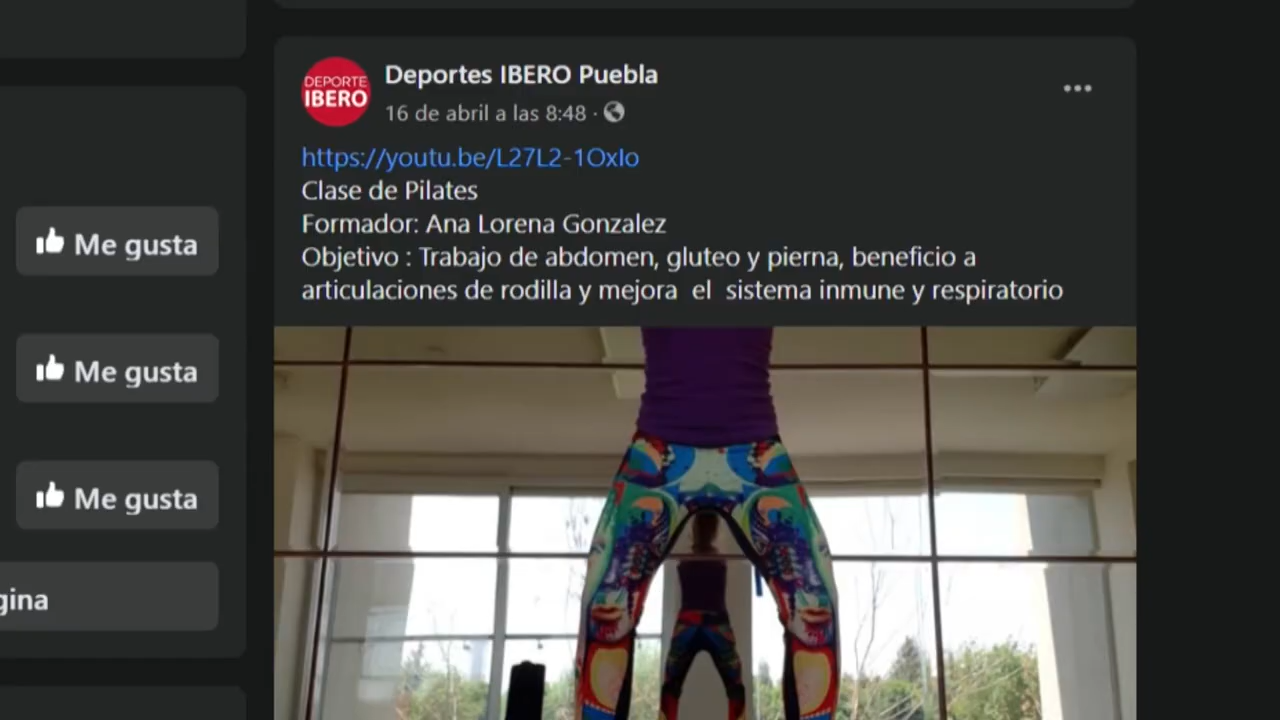 DEPORTE
IBERO
Deportes IBERO Puebla
16 de abril a las 8:48 ·
https://youtu.be/L27L2-1OxIo
Clase de Pilates
Formador: Ana Lorena Gonzalez
Objetivo : Trabajo de abdomen, gluteo y pierna, beneficio a
articulaciones de rodilla y mejora el sistema inmune y respiratorio
Me gusta
Me gusta
Me gusta
gina